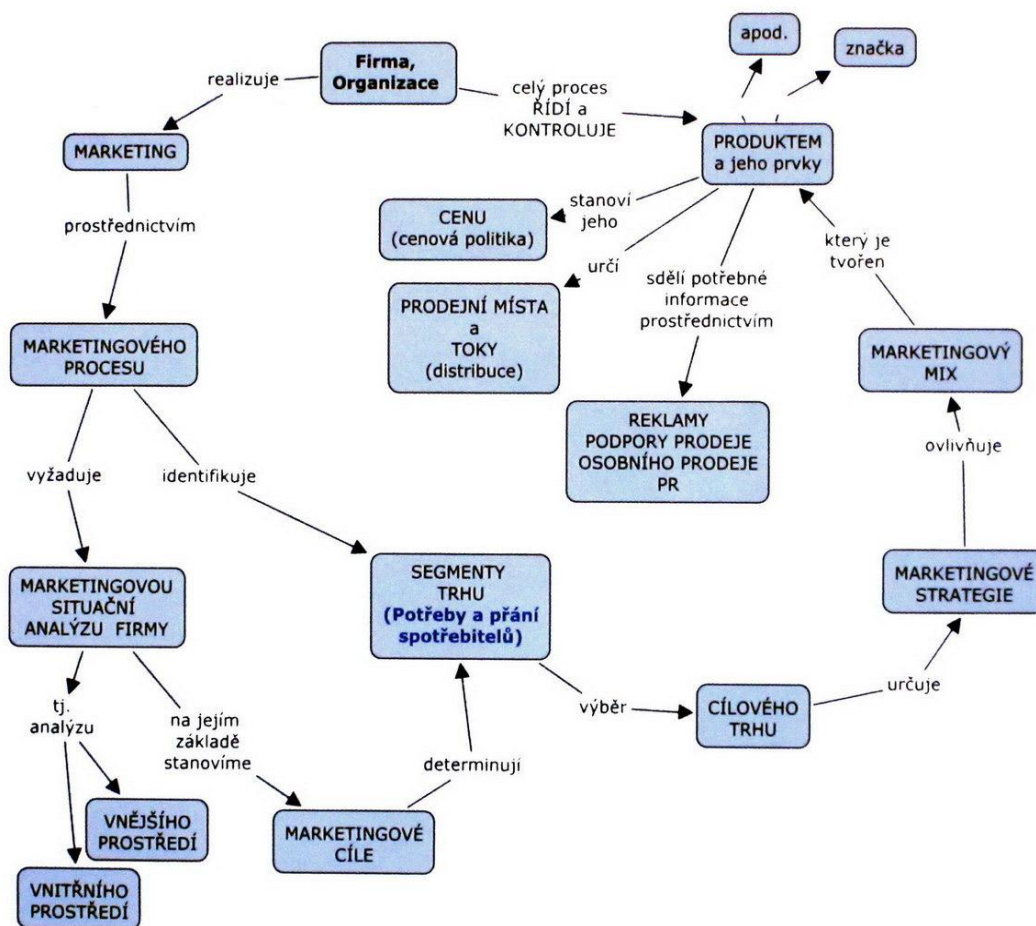 apod.
značka
Firma,
Organizace
realizuje
celý proces
ŘÍDÍ a
KONTROLUJE
MARKETING
PRODUKTEM
a jeho prvky
stanoví
jeho
CENU
(cenová politika)
prostřednictvím
určí
který je
tvořen
sdělí potřebné
informace
prostřednictvím
PRODEJNÍ MÍSTA
a
TOKY
(distribuce)
MARKETINGOVÉHO
PROCESU
MARKETINGOVÝ
MIX
REKLAMY
PODPORY PRODEJE
OSOBNÍHO PRODEJE
PR
vyžaduje
identifikuje
ovlivňuje
MARKETINGOVOU
SITUAČNÍ
ANALÝZU FIRMY
SEGMENTY
TRHU
(Potřeby a přání
spotřebitelů)
MARKETINGOVÉ
STRATEGIE
tj.
analýzu
na jejím
základě
stanovíme
výběr
CÍLOVÉHO
TRHU
určuje
determinují
VNĚJŠÍHO
PROSTŘEDÍ
MARKETINGOVÉ
CÍLE
VNITŘNÍHO
PROSTŘEDÍ